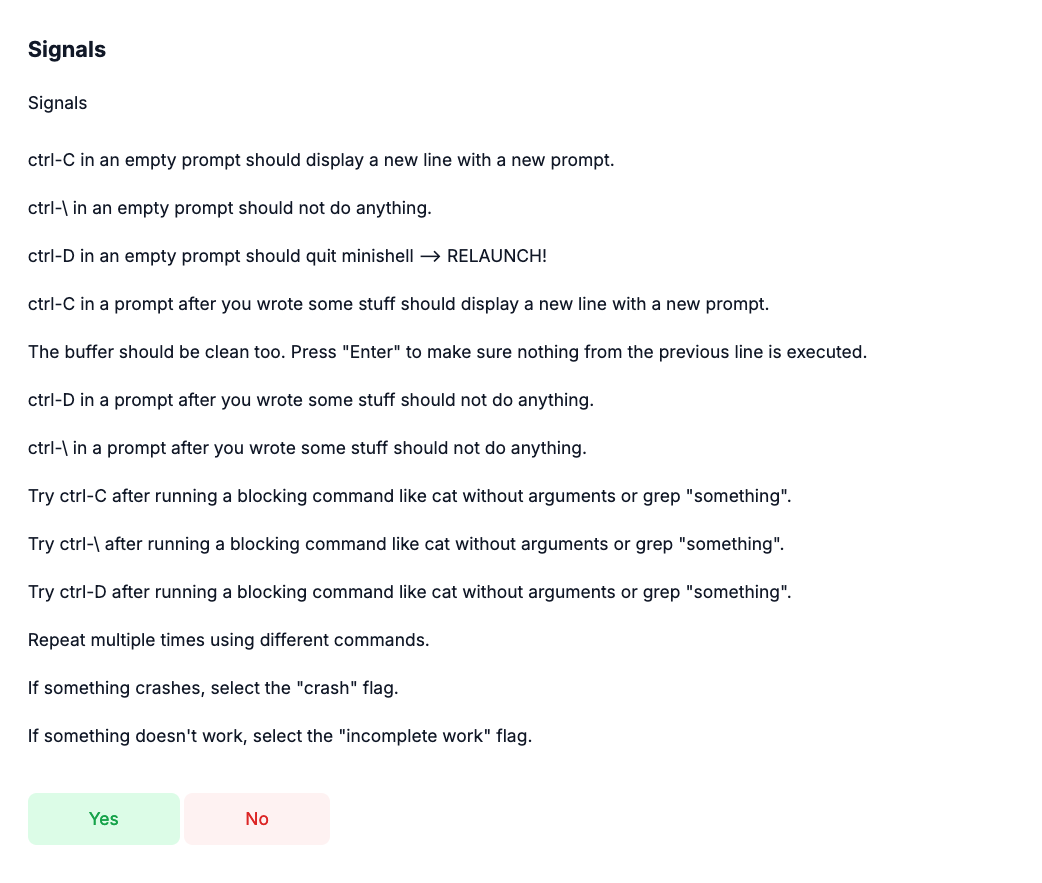 Signals
Signals
ctrl-C in an empty prompt should display a new line with a new prompt.
ctrl-\ in an empty prompt should not do anything.
ctrl-D in an empty prompt should quit minishell --> RELAUNCH!
ctrl-C in a prompt after you wrote some stuff should display a new line with a new prompt.
The buffer should be clean too. Press "Enter" to make sure nothing from the previous line is executed.
ctrl-D in a prompt after you wrote some stuff should not do anything.
ctrl-\ in a prompt after you wrote some stuff should not do anything.
Try ctrl-C after running a blocking command like cat without arguments or grep "something".
Try ctrl-\ after running a blocking command like cat without arguments or grep "something".
Try ctrl-D after running a blocking command like cat without arguments or grep "something".
Repeat multiple times using different commands.
If something crashes, select the "crash" flag.
If something doesn't work, select the "incomplete work" flag.
Yes
No